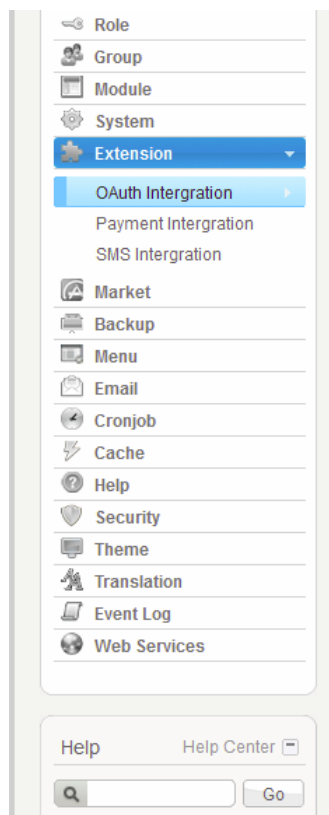 Role
Group
Module
System
Extension
OAuth Intergration
Payment Intergration
SMS Intergration
Market
Backup
Menu
Email
Cronjob
Cache
Help
Security
Theme
Translation
Event Log
Web Services
Help Help Center
Go